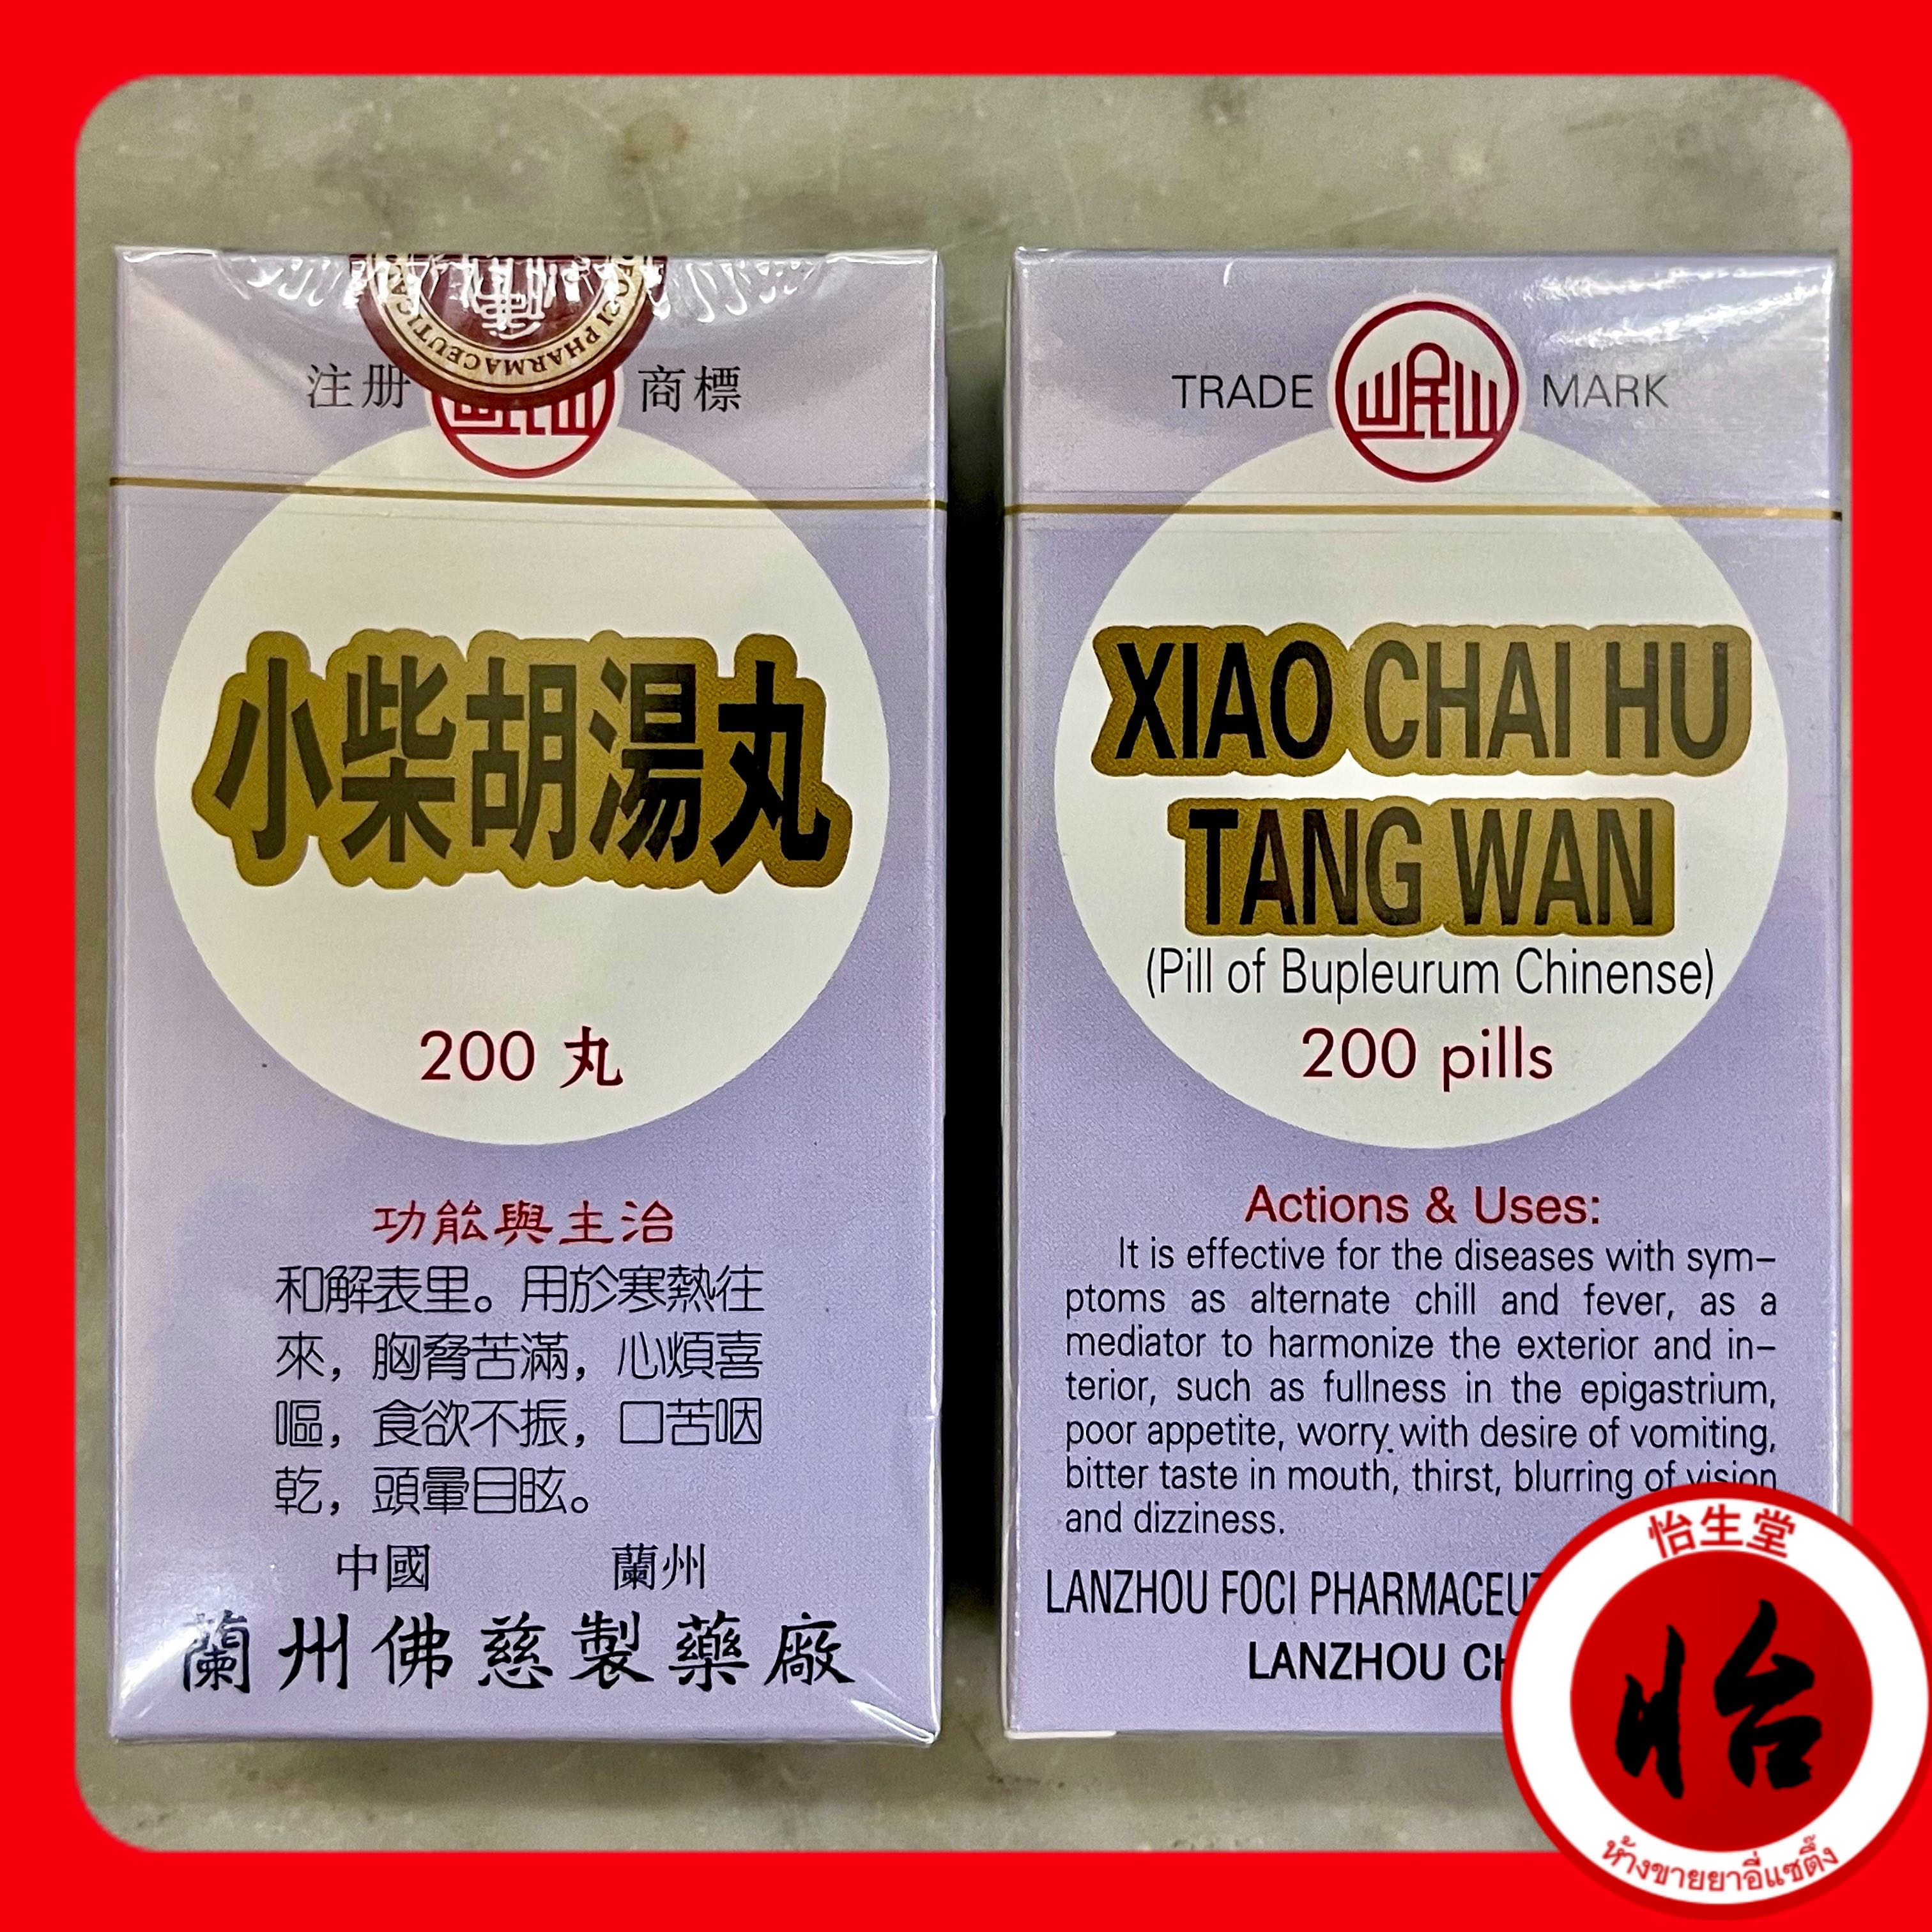 注册 商標
小柴胡湯丸
200 丸
功能與主治
和解表里。用於寒熱往
來，胸脅苦滿，心煩喜
嘔，食欲不振，口苦咽
乾，頭暈目眩。
中國 蘭州
蘭州佛慈製藥廠
TRADE 岷山 MARK
XIAO CHAI HU
TANG WAN
(Pill of Bupleurum Chinense)
200 pills
Actions & Uses:
It is effective for the diseases with sym–
ptoms as alternate chill and fever, as a
mediator to harmonize the exterior and in–
terior, such as fullness in the epigastrium,
poor appetite, worry with desire of vomiting,
bitter taste in mouth, thirst, blurring of vision
and dizziness.
LANZHOU FOCI
LANZHOU
怡生堂
怡
ห้างขายยาอี่แซตึ๊ง